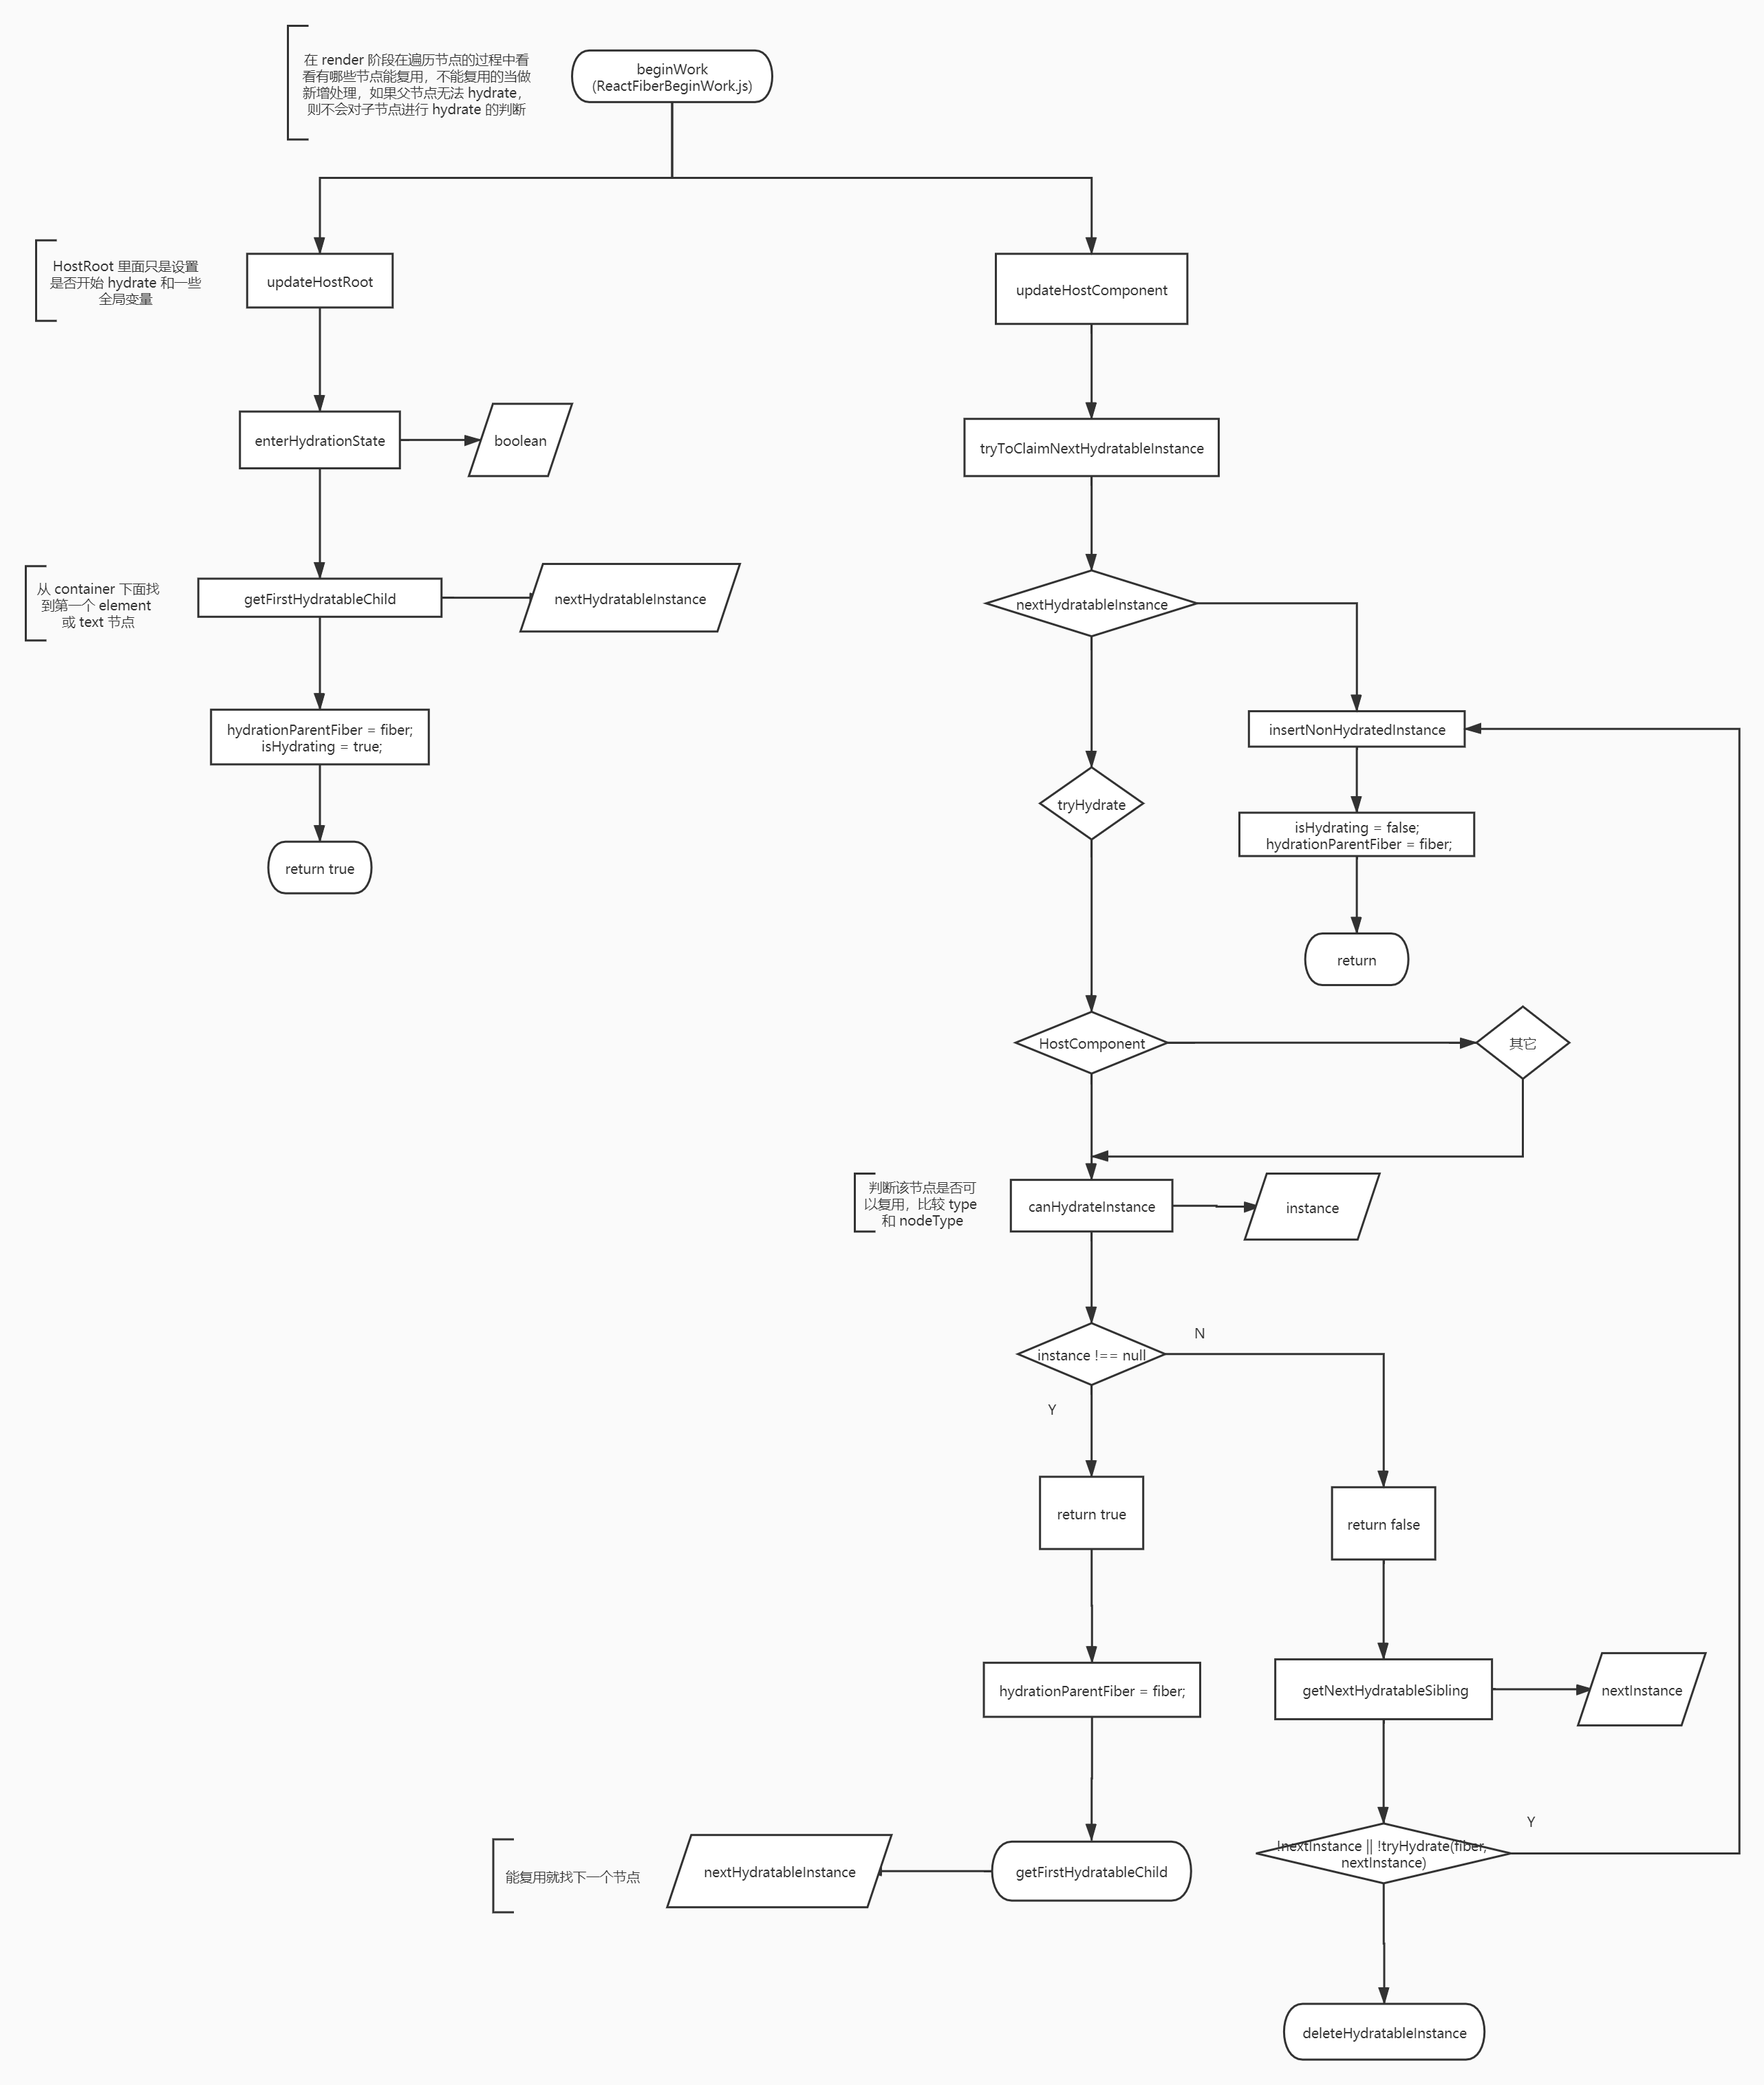 在 render 阶段在遍历节点的过程中看
看有哪些节点能复用，不能复用的当做
新增处理，如果父节点无法 hydrate，
则不会对子节点进行 hydrate 的判断
beginWork
(ReactFiberBeginWork.js)
HostRoot 里面只是设置
是否开始 hydrate 和一些
全局变量
updateHostRoot
updateHostComponent
enterHydrationState
boolean
tryToClaimNextHydratableInstance
从 container 下面找
到第一个 element
或 text 节点
getFirstHydratableChild
nextHydratableInstance
nextHydratableInstance
hydrationParentFiber = fiber;
isHydrating = true;
insertNonHydratedInstance
tryHydrate
isHydrating = false;
hydrationParentFiber = fiber;
return true
return
HostComponent
其它
判断该节点是否可
以复用，比较 type
和 nodeType
canHydrateInstance
instance
instance !== null
N
Y
return true
return false
hydrationParentFiber = fiber;
getNextHydratableSibling
nextInstance
Y
!nextInstance || !tryHydrate(fiber,
nextInstance)
能复用就找下一个节点
nextHydratableInstance
getFirstHydratableChild
deleteHydratableInstance